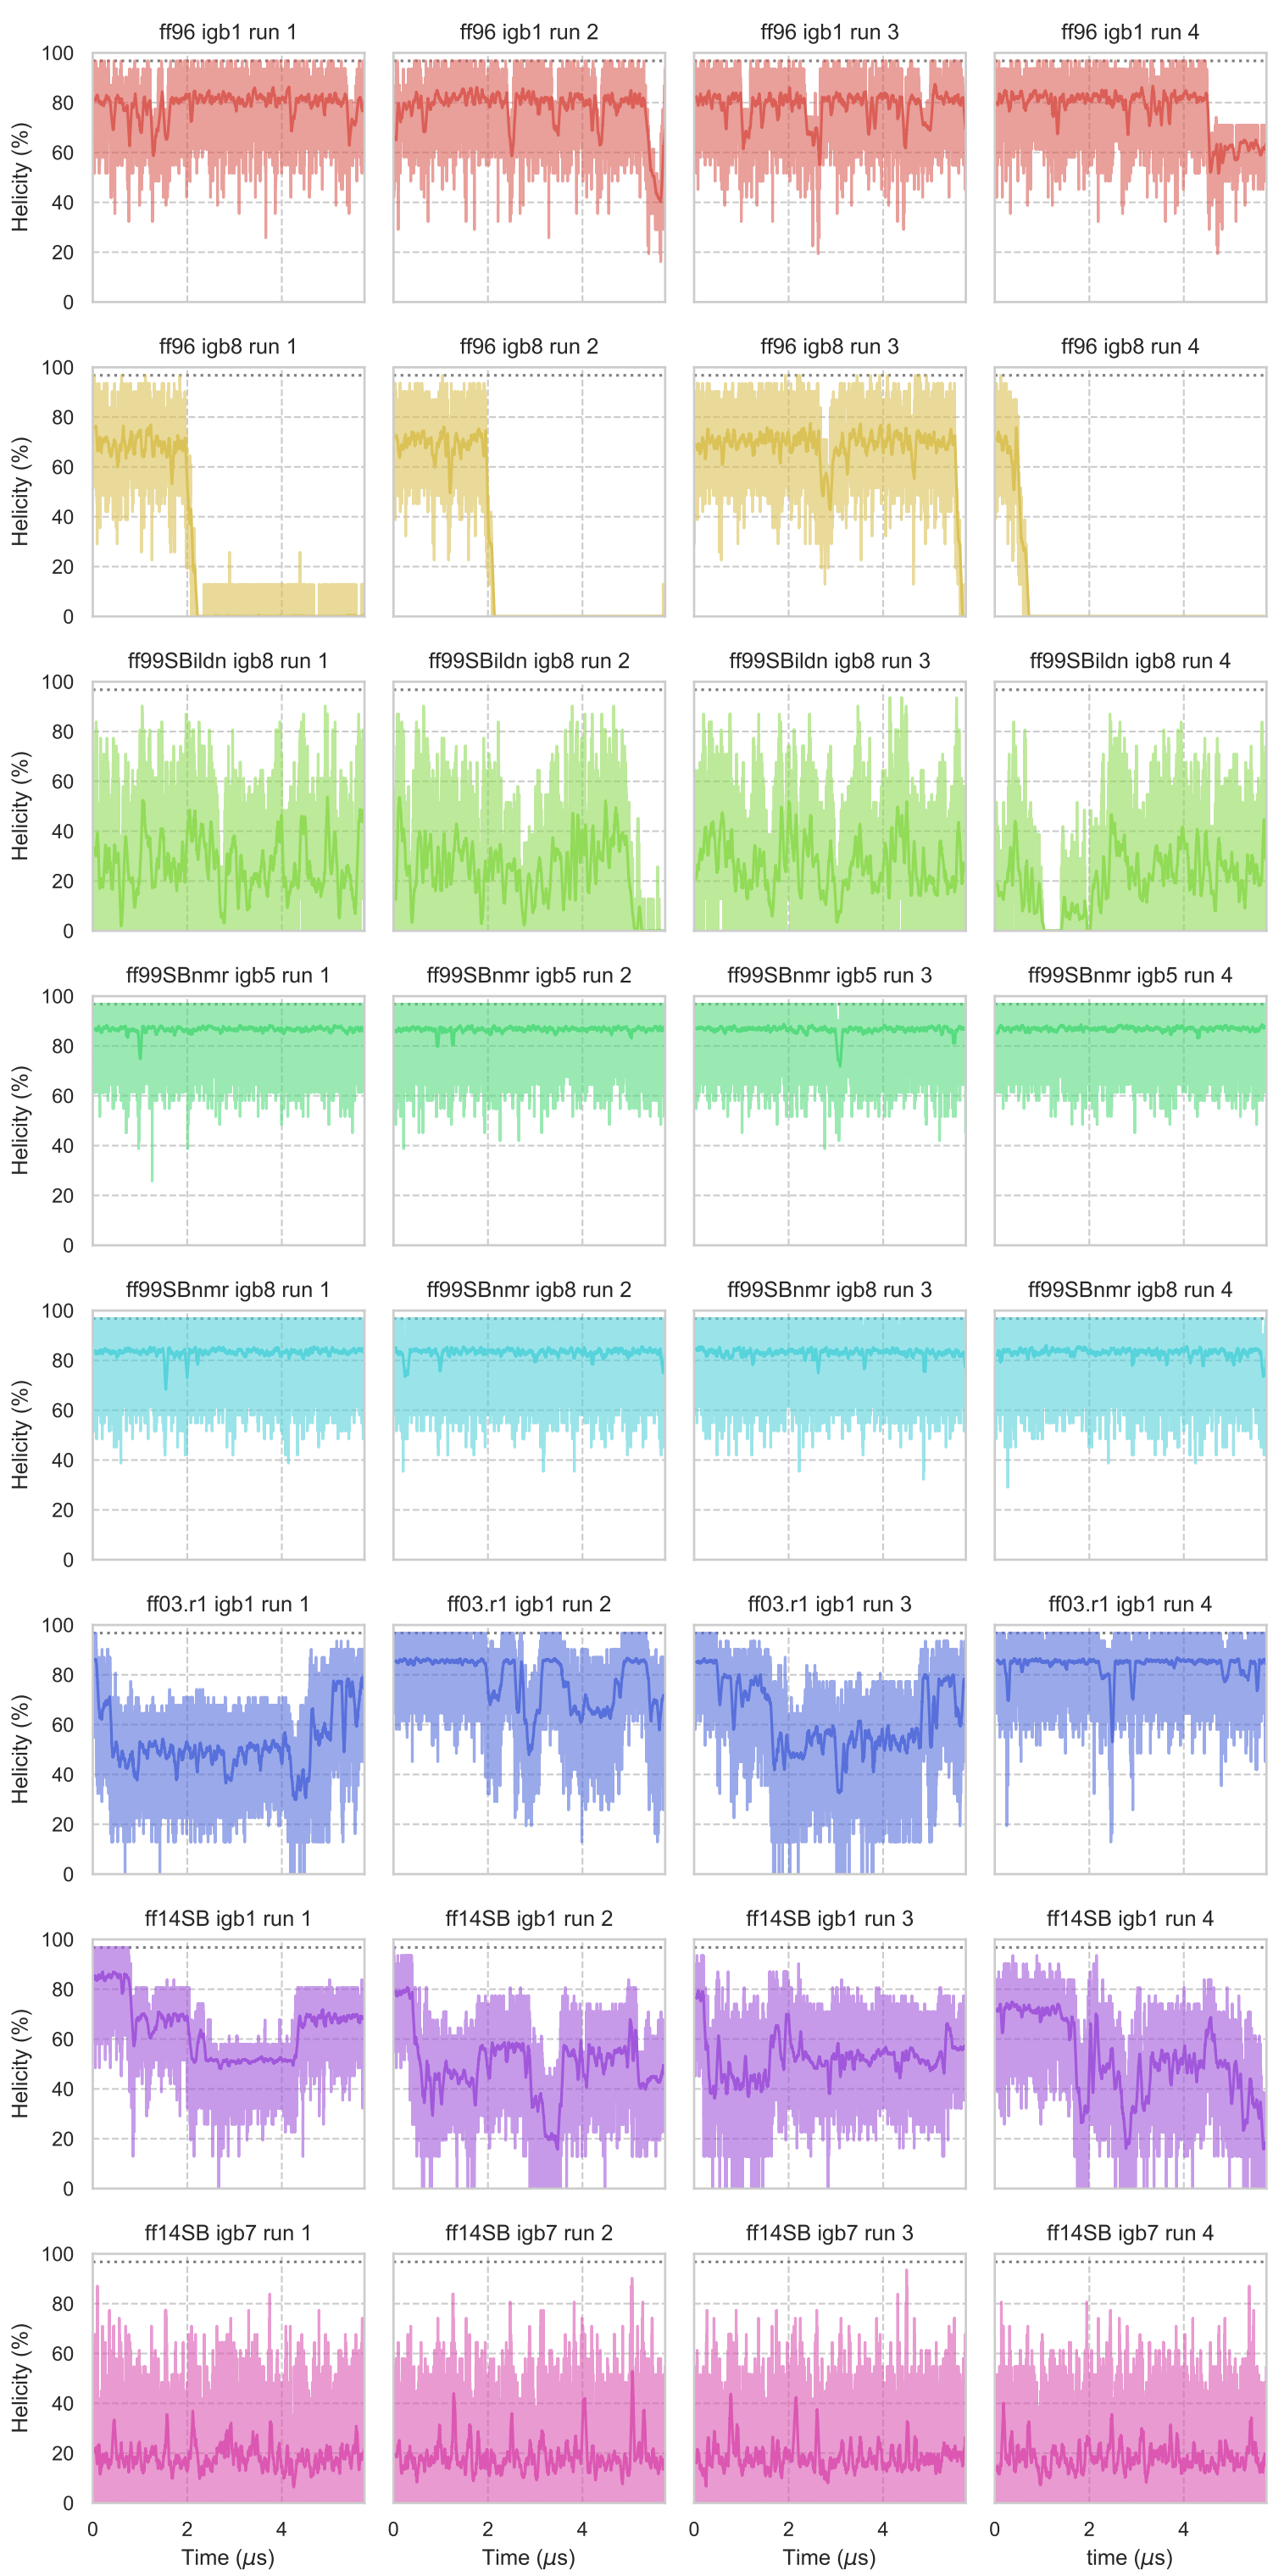 ff96 igb1 run 1 ff96 igb1 run 2 ff96 igb1 run 3 ff96 igb1 run 4
Helicity (%)
100
80
60
40
20
0
ff96 igb8 run 1 ff96 igb8 run 2 ff96 igb8 run 3 ff96 igb8 run 4
Helicity (%)
100
80
60
40
20
0
ff99SBildn igb8 run 1 ff99SBildn igb8 run 2 ff99SBildn igb8 run 3 ff99SBildn igb8 run 4
Helicity (%)
100
80
60
40
20
0
ff99SBnmr igb5 run 1 ff99SBnmr igb5 run 2 ff99SBnmr igb5 run 3 ff99SBnmr igb5 run 4
Helicity (%)
100
80
60
40
20
0
ff99SBnmr igb8 run 1 ff99SBnmr igb8 run 2 ff99SBnmr igb8 run 3 ff99SBnmr igb8 run 4
Helicity (%)
100
80
60
40
20
0
ff03.r1 igb1 run 1 ff03.r1 igb1 run 2 ff03.r1 igb1 run 3 ff03.r1 igb1 run 4
Helicity (%)
100
80
60
40
20
0
ff14SB igb1 run 1 ff14SB igb1 run 2 ff14SB igb1 run 3 ff14SB igb1 run 4
Helicity (%)
100
80
60
40
20
0
ff14SB igb7 run 1 ff14SB igb7 run 2 ff14SB igb7 run 3 ff14SB igb7 run 4
Helicity (%)
100
80
60
40
20
0
0 2 4 0 2 4 0 2 4 0 2 4
Time (μs) Time (μs) Time (μs) time (μs)